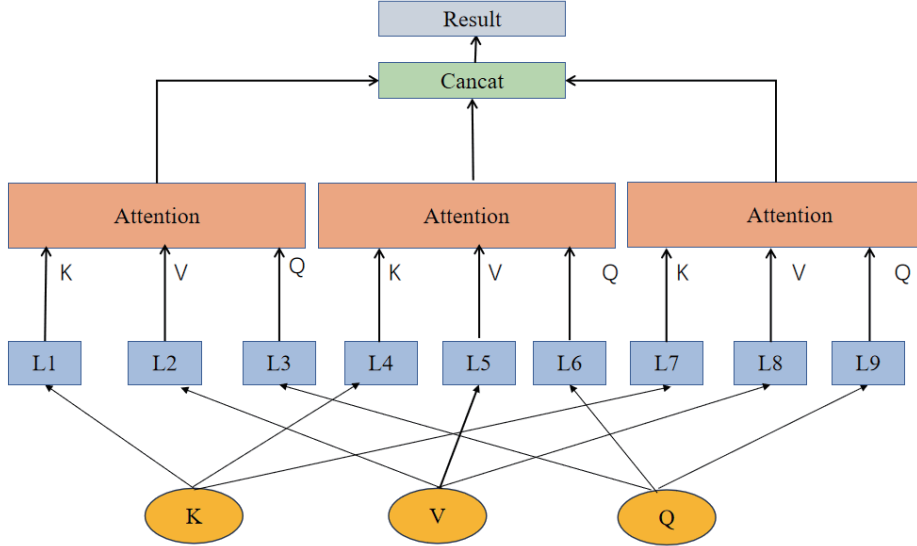 Result
Cancat
Attention Attention Attention
K V Q K V Q K V Q
L1 L2 L3 L4 L5 L6 L7 L8 L9
K V Q